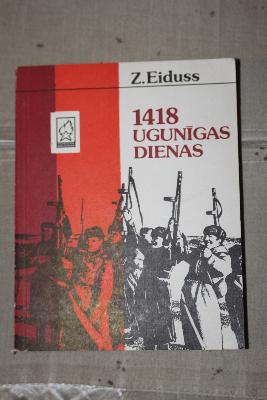 Z.Eiduss
1418
UGUNĪGAS
DIENAS